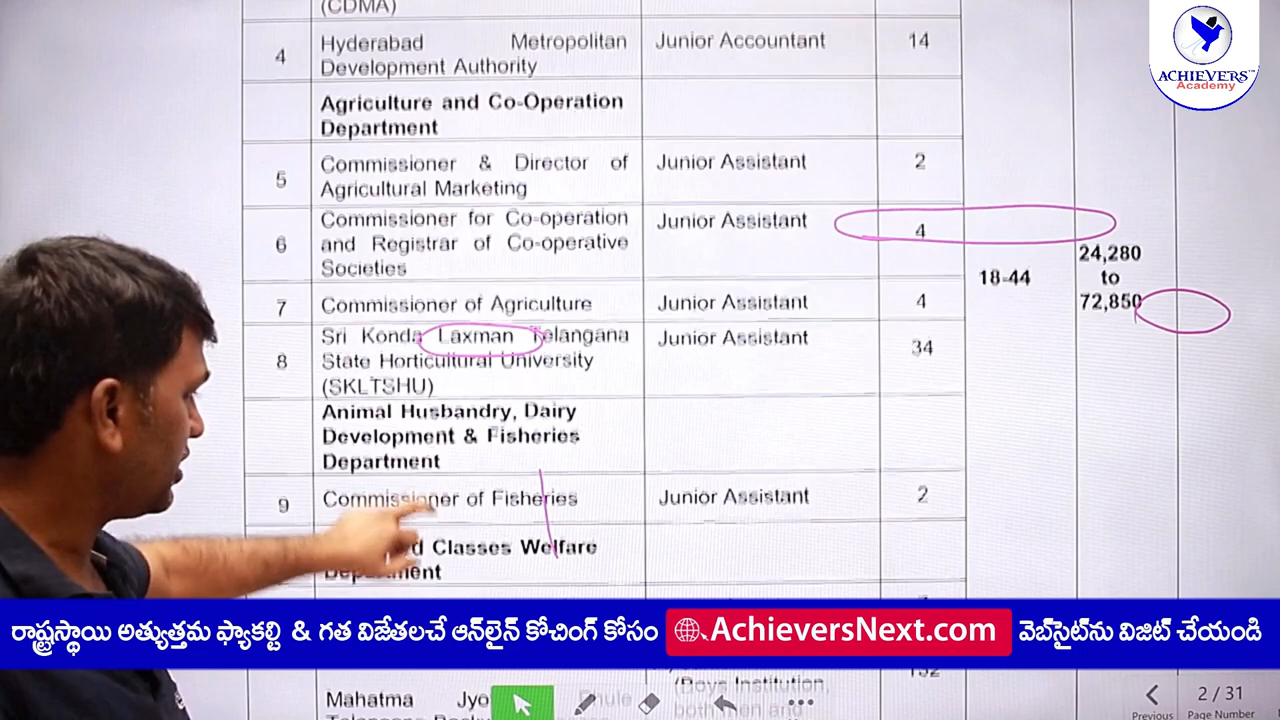 (CDMA)
ACHIEVERS™
Academy
4 Hyderabad Metropolitan Junior Accountant 14
Development Authority
Agriculture and Co-Operation
Department
5 Commissioner & Director of Junior Assistant 2
Agricultural Marketing
6 Commissioner for Co-operation Junior Assistant 4
and Registrar of Co-operative
Societies
18-44 24,280
to
72,850
7 Commissioner of Agriculture Junior Assistant 4
8 Sri Konda Laxman Telangana Junior Assistant 34
State Horticultural University
(SKLTSHU)
Animal Husbandry, Dairy
Development & Fisheries
Department
9 Commissioner of Fisheries Junior Assistant 2
Classes Welfare
రాష్ట్రస్థాయి అత్యుత్తమ ఫ్యాకల్టి & గత విజేతలచే ఆన్‌లైన్ కోచింగ్ కోసం AchieversNext.com వెబ్‌సైట్‌ను విజిట్ చేయండి
(Boys Institution,
Mahatma
both men and
2 / 31
Previous Page Number